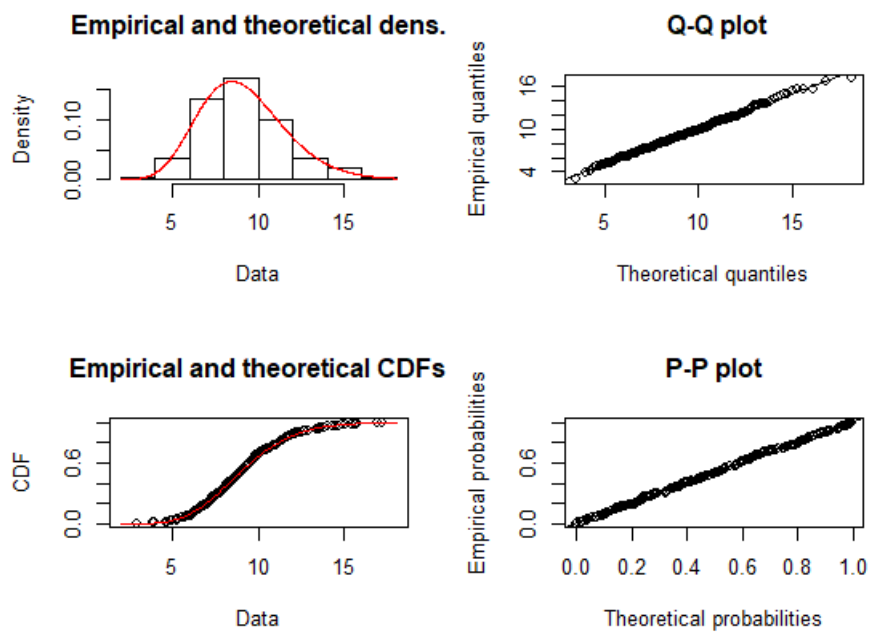 Empirical and theoretical dens.
Density
0.00
0.10
5
10
15
Data
Q-Q plot
Empirical quantiles
4
10
16
5
10
15
Theoretical quantiles
Empirical and theoretical CDFs
CDF
0.0
0.6
5
10
15
Data
P-P plot
Empirical probabilities
0.0
0.6
0.0
0.2
0.4
0.6
0.8
1.0
Theoretical probabilities